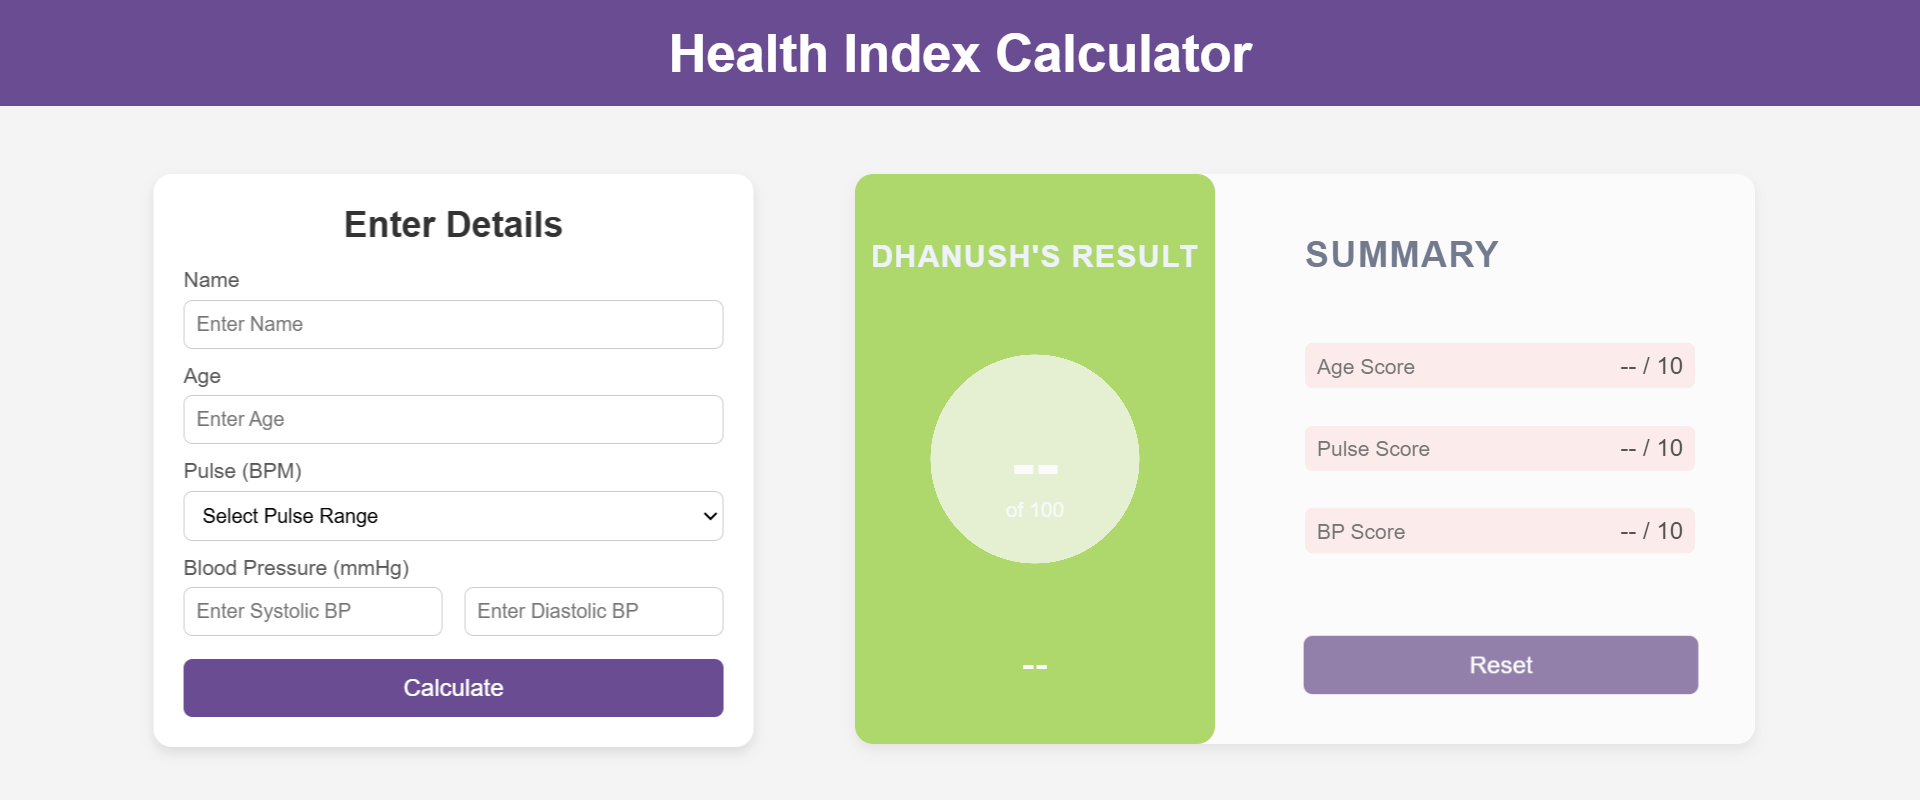 Health Index Calculator
Enter Details
Name
Enter Name
Age
Enter Age
Pulse (BPM)
Select Pulse Range
Blood Pressure (mmHg)
Enter Systolic BP
Enter Diastolic BP
Calculate
DHANUSH'S RESULT
--
of 100
--
SUMMARY
Age Score -- / 10
Pulse Score -- / 10
BP Score -- / 10
Reset